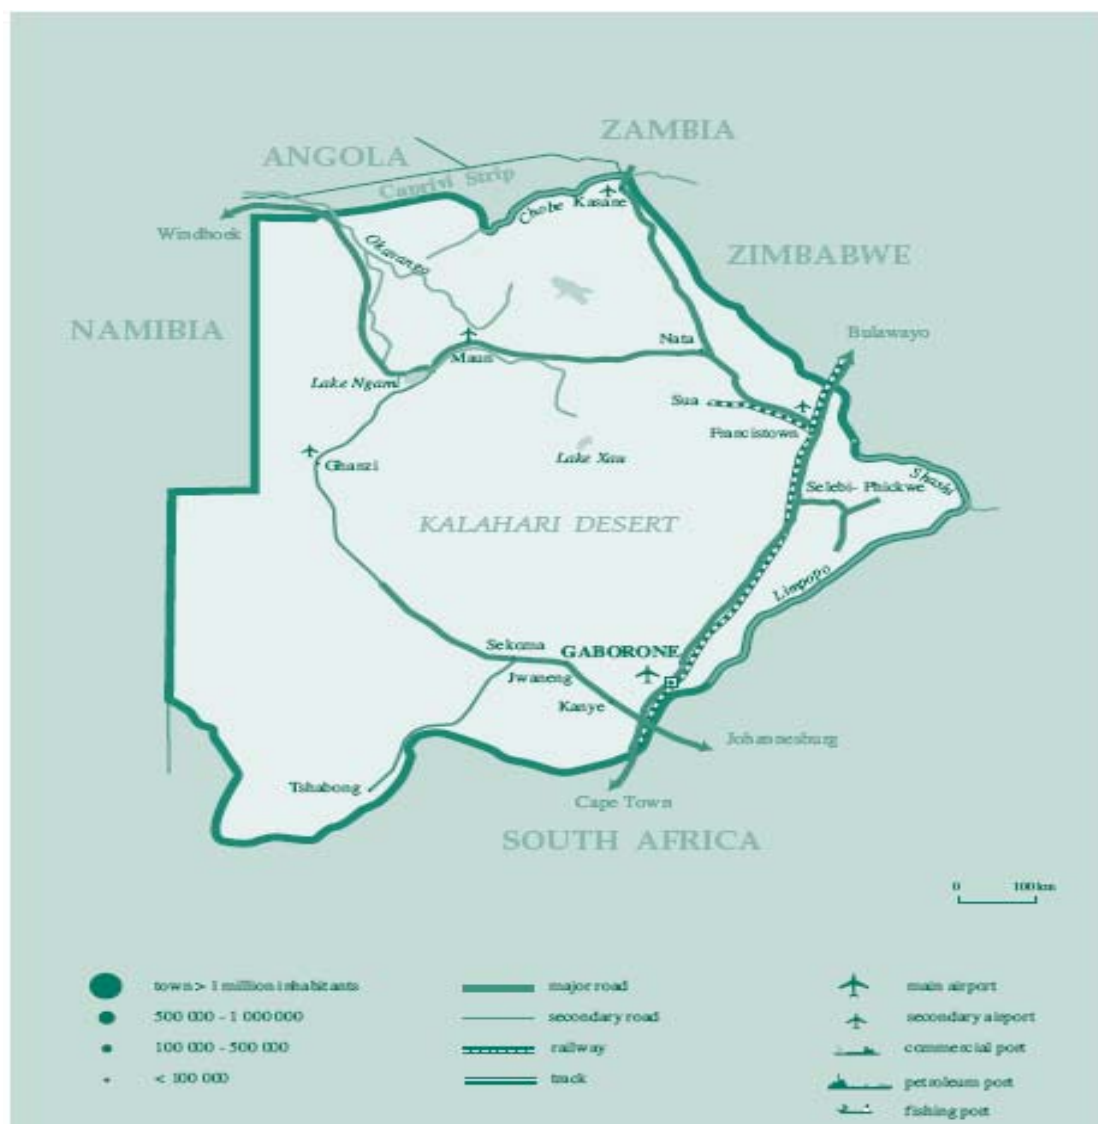 ZAMBIA
ANGOLA
Caprivi Strip
Chobe
Kasane
Windhoek
Okavango
ZIMBABWE
NAMIBIA
Bulawayo
Nata
Maun
Lake Ngami
Sua
Francistown
Lake Xau
Ghanzi
Shashi
Selebi- Phickwe
KALAHARI DESERT
Limpopo
Sekoma
GABORONE
Jwaneng
Kanye
Johannesburg
Tshabong
Cape Town
SOUTH AFRICA
0 100 km
town > 1 million inhabitants
500 000 - 1 000 000
100 000 - 500 000
< 100 000
major road
secondary road
railway
track
main airport
secondary airport
commercial port
petroleum port
fishing port